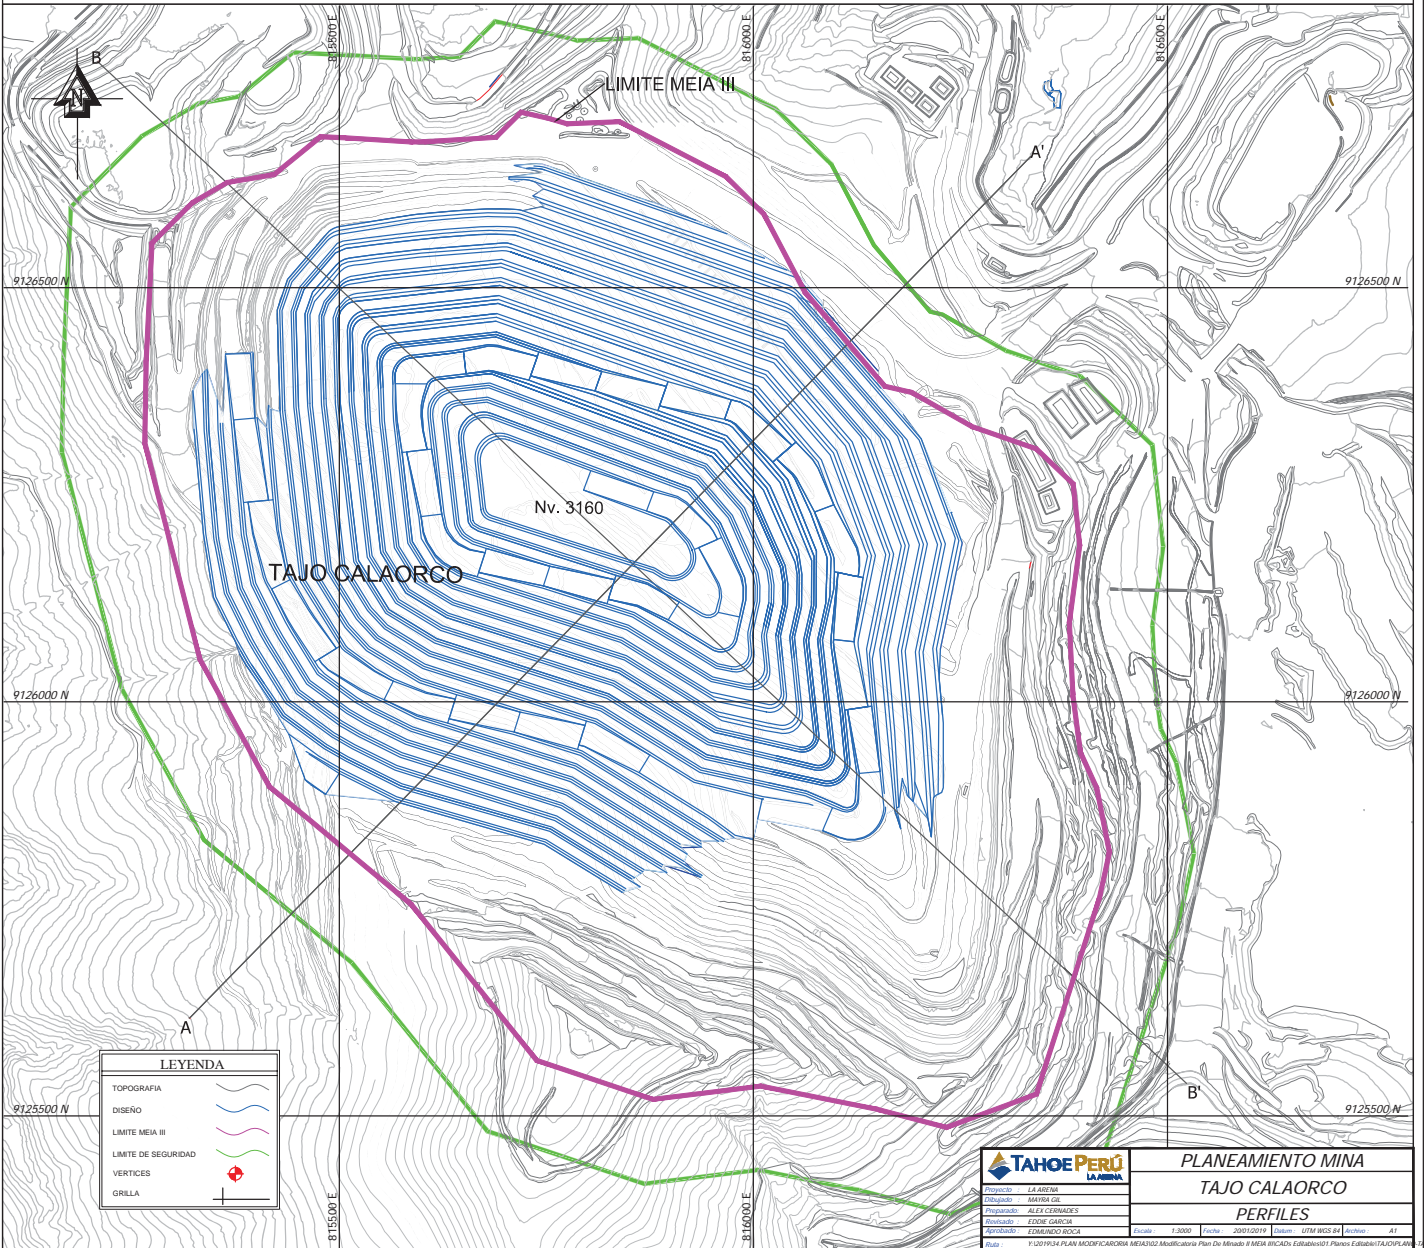 815500 E
816000 E
816500 E
B
N
LIMITE MEIA III
A'
9126500 N
9126500 N
Nv. 3160
TAJO CALAORCO
9126000 N
9126000 N
A
B'
9125500 N
9125500 N
815500 E
816000 E
LEYENDA
TOPOGRAFIA
DISEÑO
LIMITE MEIA III
LIMITE DE SEGURIDAD
VERTICES
GRILLA
TAHOE PERÚ
LA ARENA
PLANEAMIENTO MINA
TAJO CALAORCO
PERFILES
Proyecto : LA ARENA
Dibujado : MAYRA GIL
Preparado: ALEX CERNADES
Revisado : EDDIE GARCIA
Aprobado : EDMUNDO ROCA
Escala : 1:3000 Fecha : 20/01/2019 Datum : UTM WGS 84 Archivo : A1
Ruta :